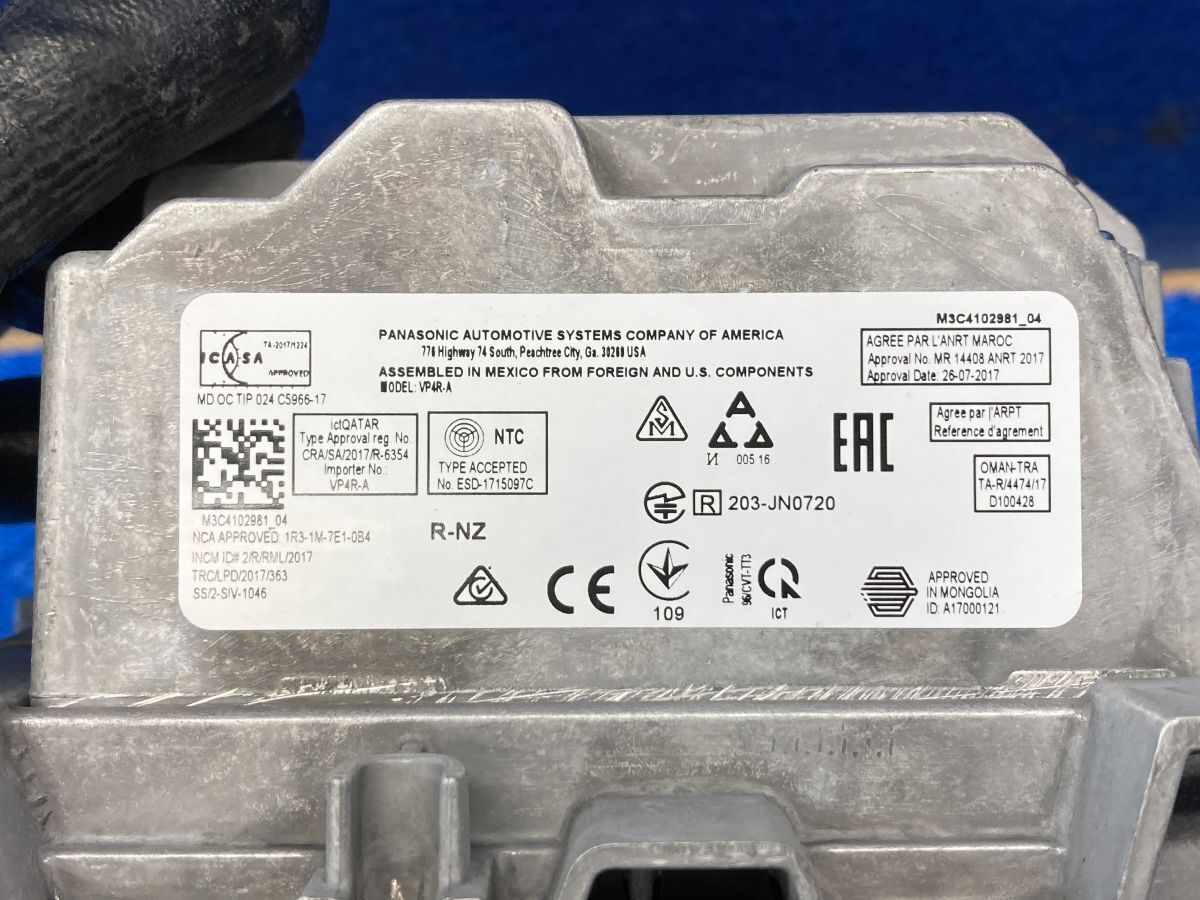 M3C4102981_04
PANASONIC AUTOMOTIVE SYSTEMS COMPANY OF AMERICA
776 Highway 74 South, Peachtree City, Ga. 30269 USA
ASSEMBLED IN MEXICO FROM FOREIGN AND U.S. COMPONENTS
MODEL: VP4R-A
ICASA
TA-2017/1224
APPROVED
MD OC TIP 024 C5966-17
AGREE PAR L'ANRT MAROC
Approval No. MR 14408 ANRT 2017
Approval Date: 26-07-2017
ictQATAR
Type Approval reg. No.:
CRA/SA/2017/R-6354
Importer No.:
VP4R-A
NTC
TYPE ACCEPTED
No. ESD-1715097C
SM
AAA
И 005 16
EAC
Agree par l'ARPT
Reference d'agrement
OMAN-TRA
TA-R/4474/17
D100428
R 203-JN0720
M3C4102981_04
NCA APPROVED: 1R3-1M-7E1-0B4
INCM ID# 2/R/RML/2017
TRC/LPD/2017/363
SS/2-SIV-1046
R-NZ
CE
109
Panasonic
96/CVT-TT3
ICT
APPROVED
IN MONGOLIA
ID: A17000121